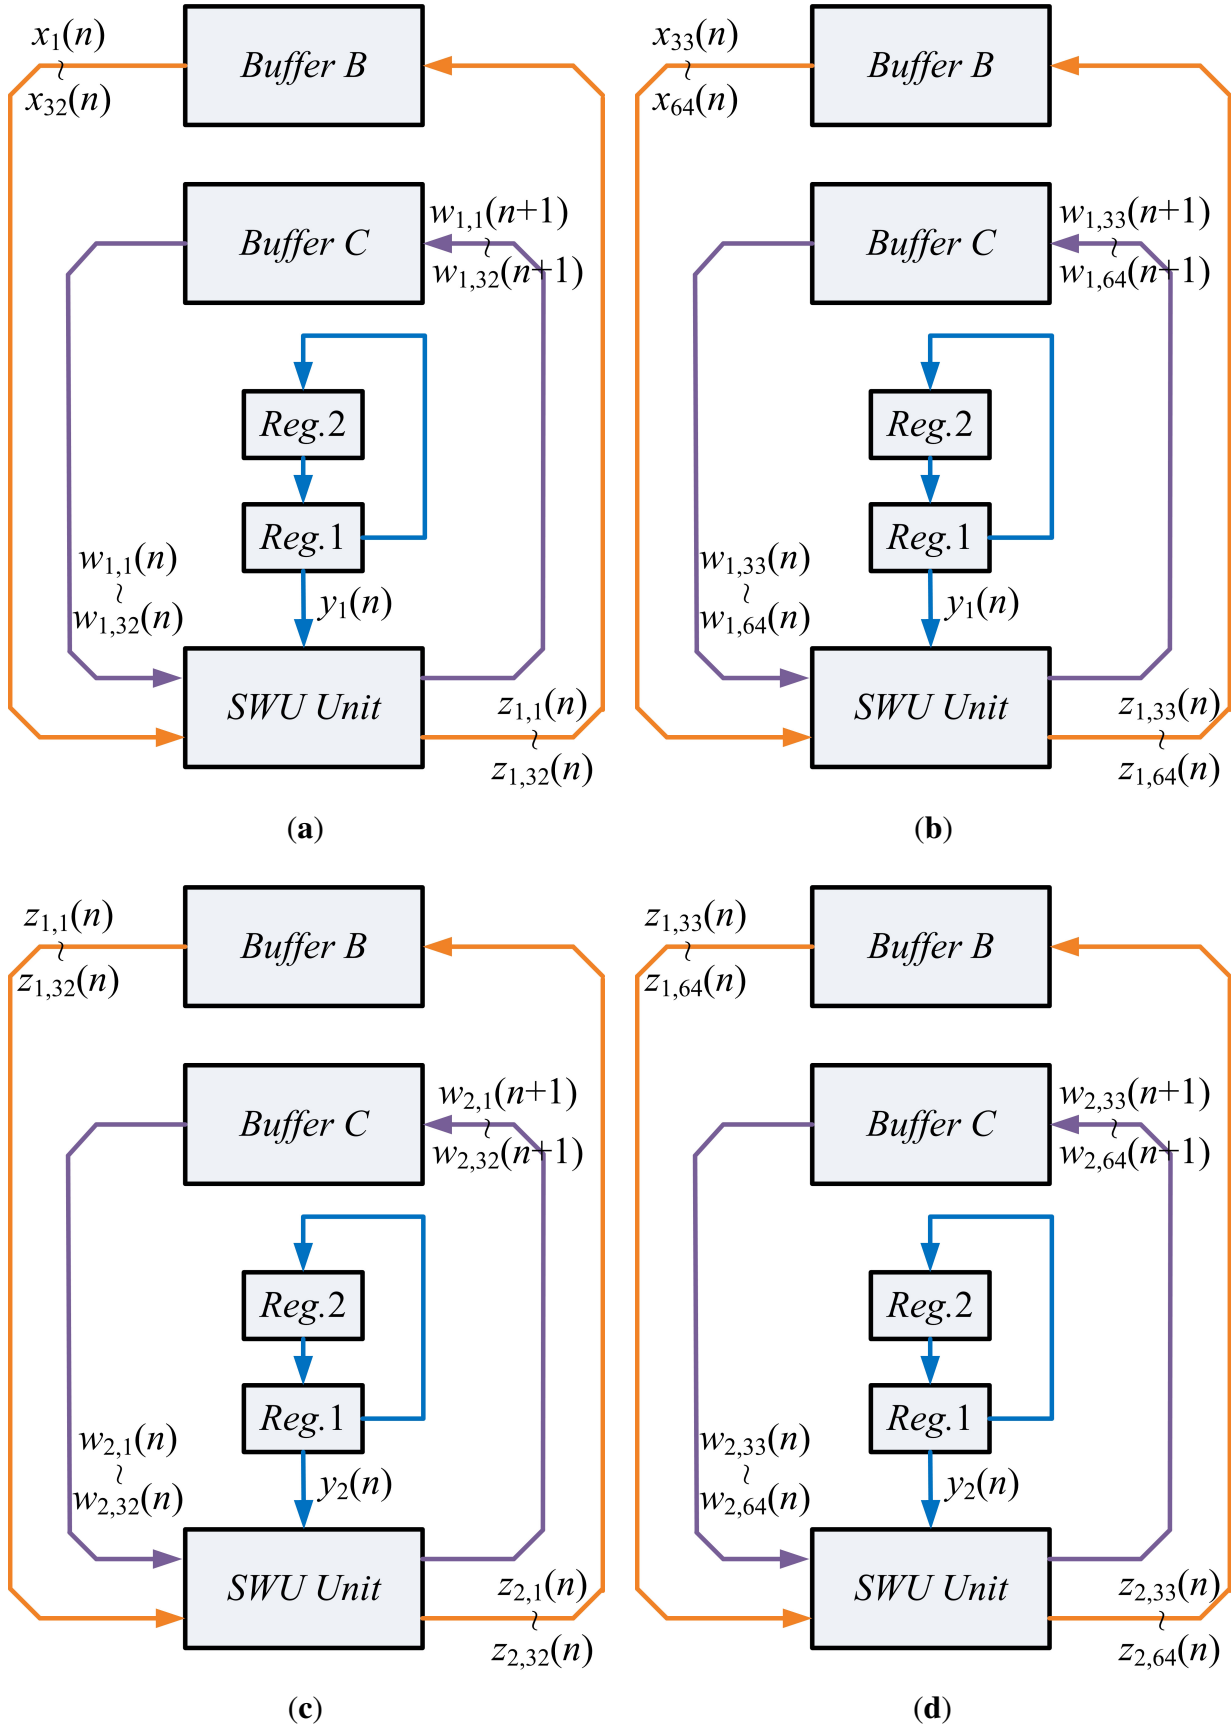 x₁(n)
~
x₃₂(n)
Buffer B
w₁,₁(n+1)
~
w₁,₃₂(n+1)
Buffer C
Reg.2
Reg.1
w₁,₁(n)
~
w₁,₃₂(n)
y₁(n)
SWU Unit
z₁,₁(n)
~
z₁,₃₂(n)
(a)
x₃₃(n)
~
x₆₄(n)
Buffer B
w₁,₃₃(n+1)
~
w₁,₆₄(n+1)
Buffer C
Reg.2
Reg.1
w₁,₃₃(n)
~
w₁,₆₄(n)
y₁(n)
SWU Unit
z₁,₃₃(n)
~
z₁,₆₄(n)
(b)
z₁,₁(n)
~
z₁,₃₂(n)
Buffer B
w₂,₁(n+1)
~
w₂,₃₂(n+1)
Buffer C
Reg.2
Reg.1
w₂,₁(n)
~
w₂,₃₂(n)
y₂(n)
SWU Unit
z₂,₁(n)
~
z₂,₃₂(n)
(c)
z₁,₃₃(n)
~
z₁,₆₄(n)
Buffer B
w₂,₃₃(n+1)
~
w₂,₆₄(n+1)
Buffer C
Reg.2
Reg.1
w₂,₃₃(n)
~
w₂,₆₄(n)
y₂(n)
SWU Unit
z₂,₃₃(n)
~
z₂,₆₄(n)
(d)